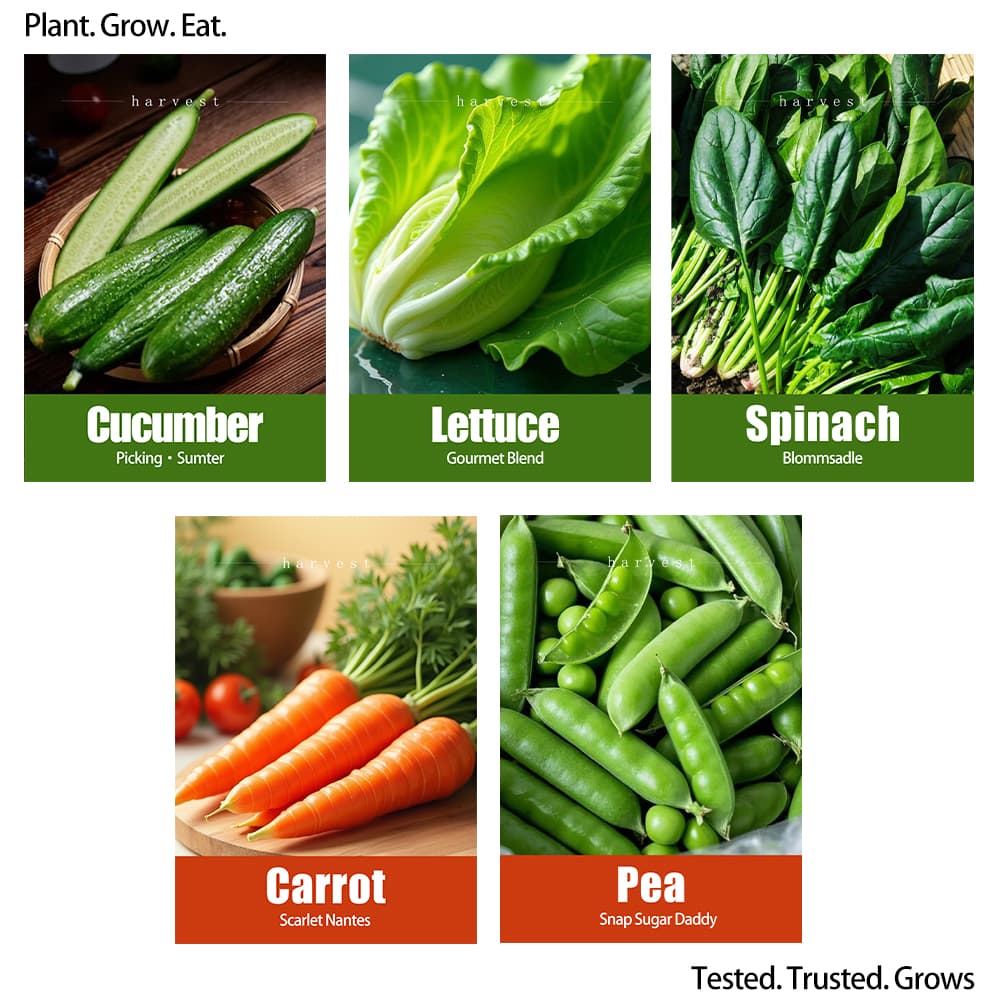 Plant. Grow. Eat.
harvest
Cucumber
Picking • Sumter
harvest
Lettuce
Gourmet Blend
harvest
Spinach
Blommsadle
harvest
Carrot
Scarlet Nantes
harvest
Pea
Snap Sugar Daddy
Tested. Trusted. Grows